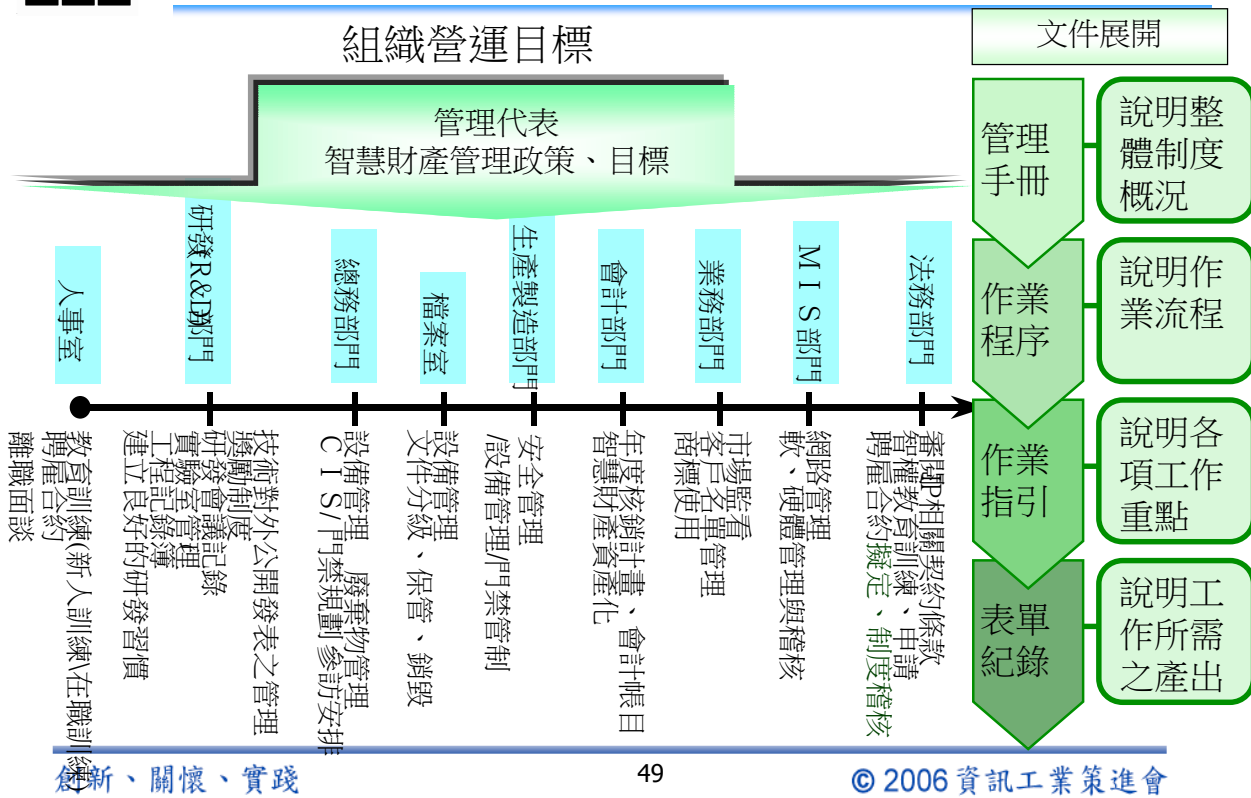 組織營運目標
管理代表
智慧財產管理政策、目標
文件展開
管理
手冊
說明整
體制度
概況
作業
程序
說明作
業流程
作業
指引
說明各
項工作
重點
表單
紀錄
說明工
作所需
之產出
人事室
研發(R&D)部門
總務部門
檔案室
生產製造部門
會計部門
業務部門
MIS部門
法務部門
教育訓練(新人訓練\在職訓練)
聘雇合約
離職面談
技術對外公開發表之管理
獎勵制度
研發會議記錄
實驗室管理
工程記錄簿
建立良好的研發習慣
設備管理 廢棄物管理
CIS/門禁規劃 參訪安排
設備管理
文件分級、保管、銷毀
安全管理
/設備管理/門禁管制
年度核銷計畫、會計帳目
智慧財產資產化
市場監看
客戶名單管理
商標使用
網路管理
軟、硬體管理與稽核
審閱IP相關契約條款
智權教育訓練、申請
聘雇合約擬定、制度稽核
創新、關懷、實踐
49
© 2006 資訊工業策進會